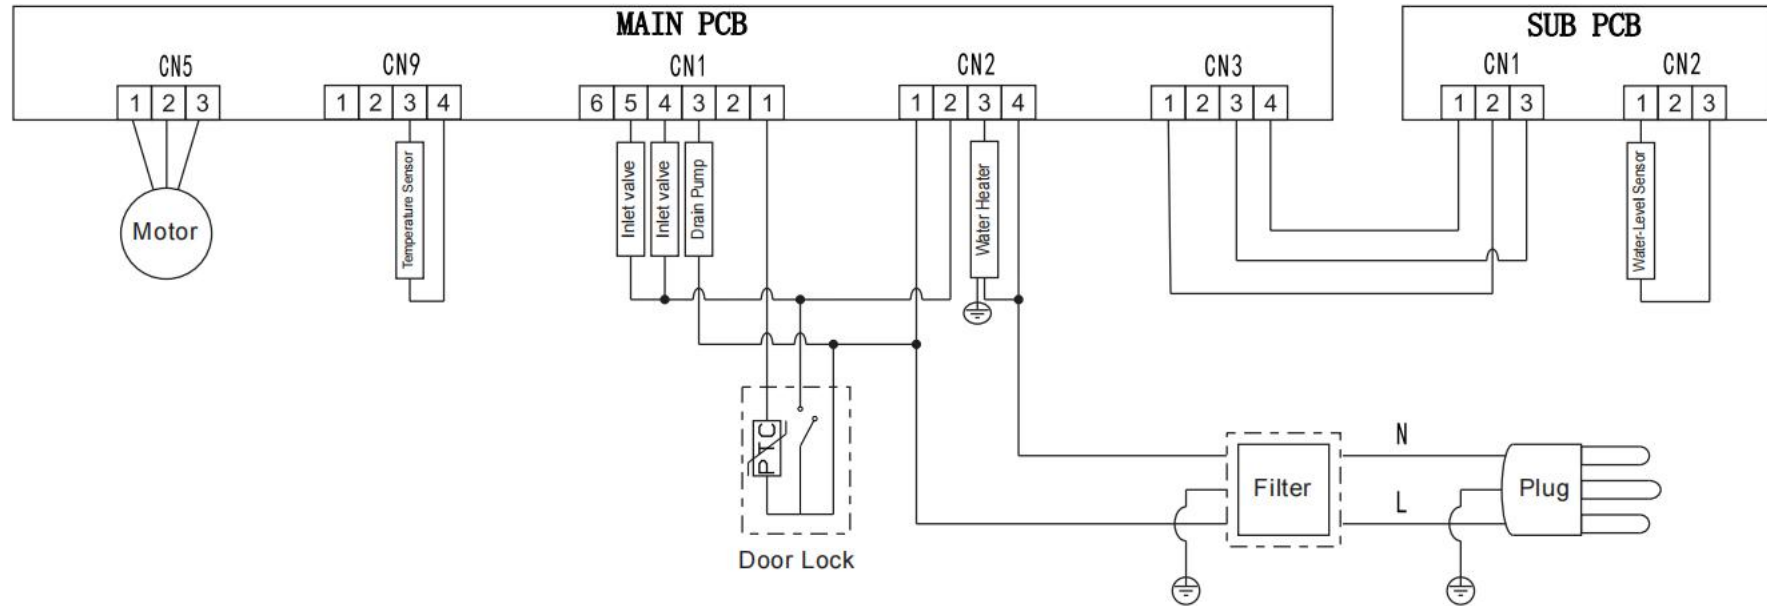 MAIN PCB
SUB PCB
CN5
CN9
CN1
CN2
CN3
CN1
CN2
1 2 3
1 2 3 4
6 5 4 3 2 1
1 2 3 4
1 2 3 4
1 2 3
1 2 3
Motor
Temperature Sensor
Inlet valve
Inlet valve
Drain Pump
Water Heater
Water-Level Sensor
PTC
Door Lock
Filter
N
L
Plug